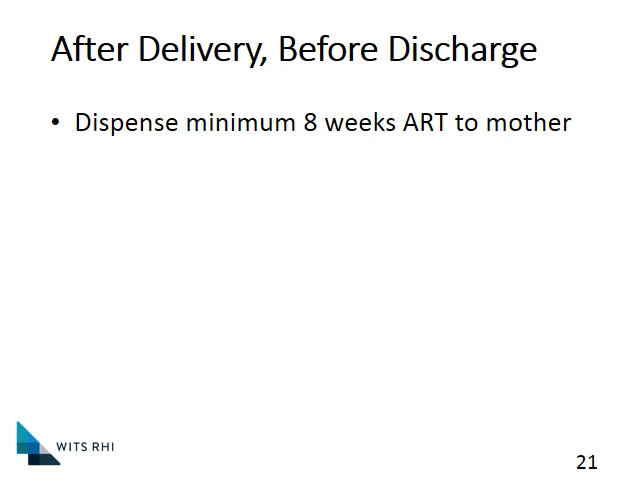 After Delivery, Before Discharge
• Dispense minimum 8 weeks ART to mother
WITS RHI
21